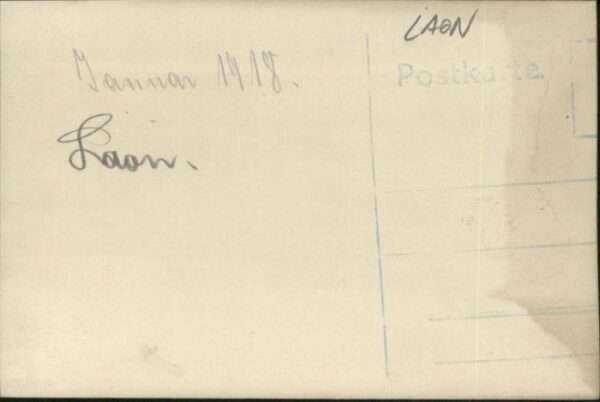 LAON
Postkarte.
Januar 1918.
Laon.